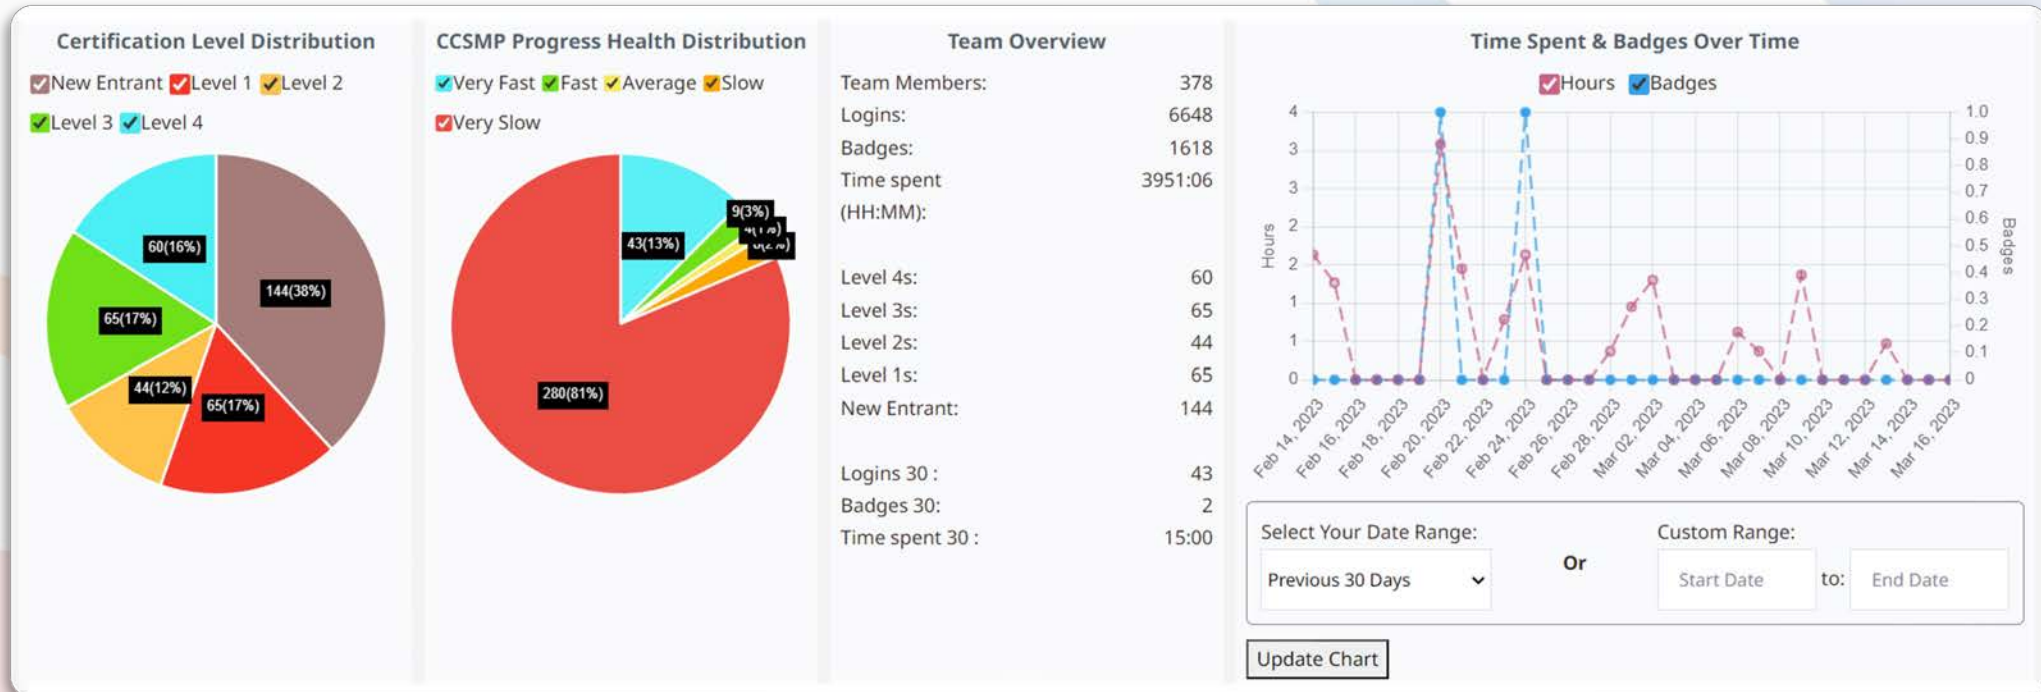 Certification Level Distribution
New Entrant Level 1 Level 2
Level 3 Level 4
60(16%)
144(38%)
65(17%)
44(12%)
65(17%)
CCSMP Progress Health Distribution
Very Fast Fast Average Slow
Very Slow
9(3%)
43(13%)
280(81%)
Team Overview
Team Members: 378
Logins: 6648
Badges: 1618
Time spent 3951:06
(HH:MM):
Level 4s: 60
Level 3s: 65
Level 2s: 44
Level 1s: 65
New Entrant: 144
Logins 30 : 43
Badges 30: 2
Time spent 30 : 15:00
Time Spent & Badges Over Time
Hours Badges
4
3
3
2
2
1
1
0
Hours
1.0
0.9
0.8
0.7
0.6
0.5
0.4
0.3
0.2
0.1
0
Badges
Feb 14, 2023
Feb 16, 2023
Feb 18, 2023
Feb 20, 2023
Feb 22, 2023
Feb 24, 2023
Feb 26, 2023
Feb 28, 2023
Mar 02, 2023
Mar 04, 2023
Mar 06, 2023
Mar 08, 2023
Mar 10, 2023
Mar 12, 2023
Mar 14, 2023
Mar 16, 2023
Select Your Date Range:
Previous 30 Days
Or
Custom Range:
Start Date to: End Date
Update Chart